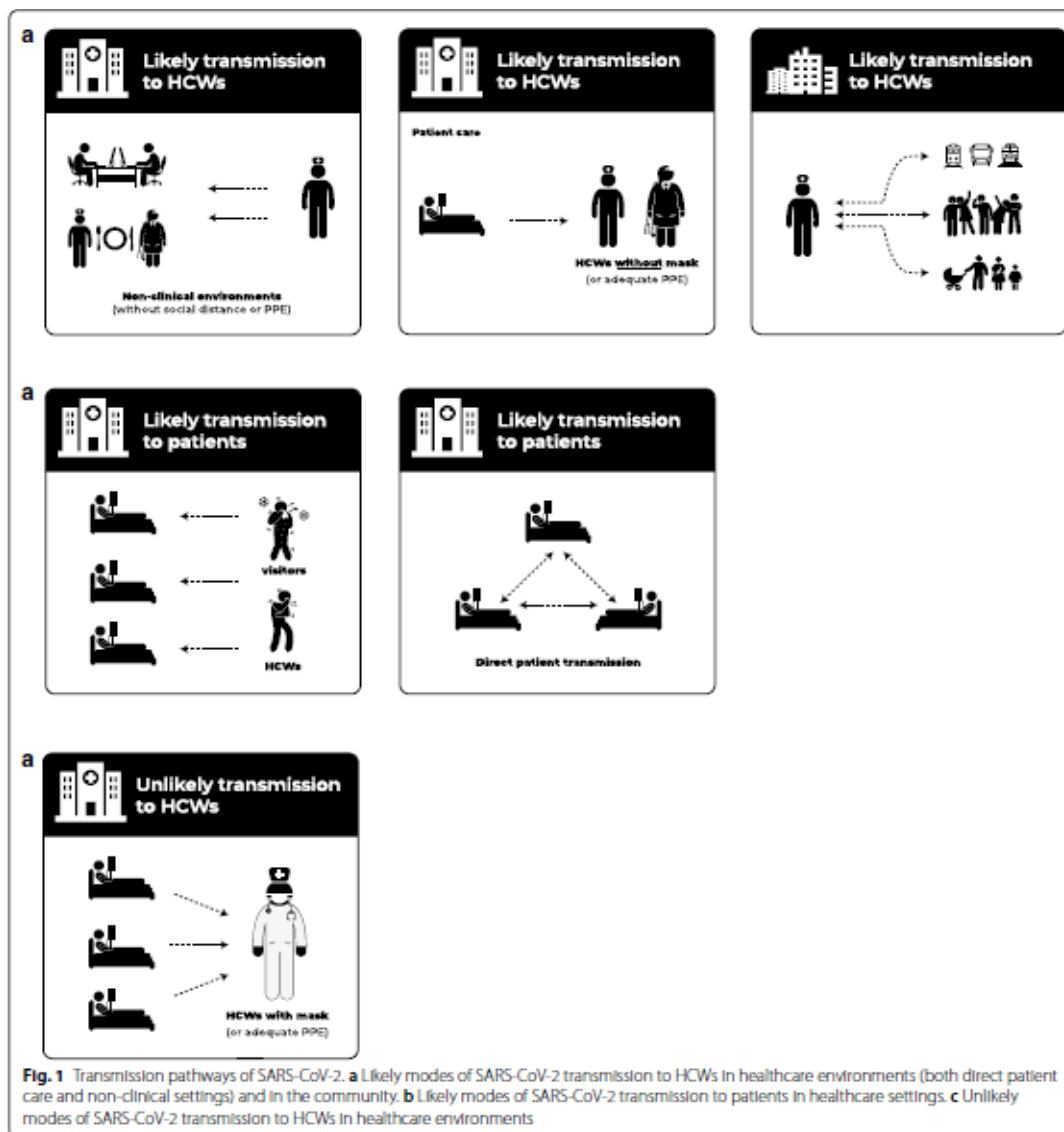 a
Likely transmission
to HCWs
Non-clinical environments
(without social distance or PPE)
Likely transmission
to HCWs
Patient care
HCWs without mask
(or adequate PPE)
Likely transmission
to HCWs
a
Likely transmission
to patients
visitors
HCWs
Likely transmission
to patients
Direct patient transmission
a
Unlikely transmission
to HCWs
HCWs with mask
(or adequate PPE)
Fig. 1 Transmission pathways of SARS-CoV-2. a Likely modes of SARS-CoV-2 transmission to HCWs in healthcare environments (both direct patient
care and non-clinical settings) and in the community. b Likely modes of SARS-CoV-2 transmission to patients in healthcare settings. c Unlikely
modes of SARS-CoV-2 transmission to HCWs in healthcare environments